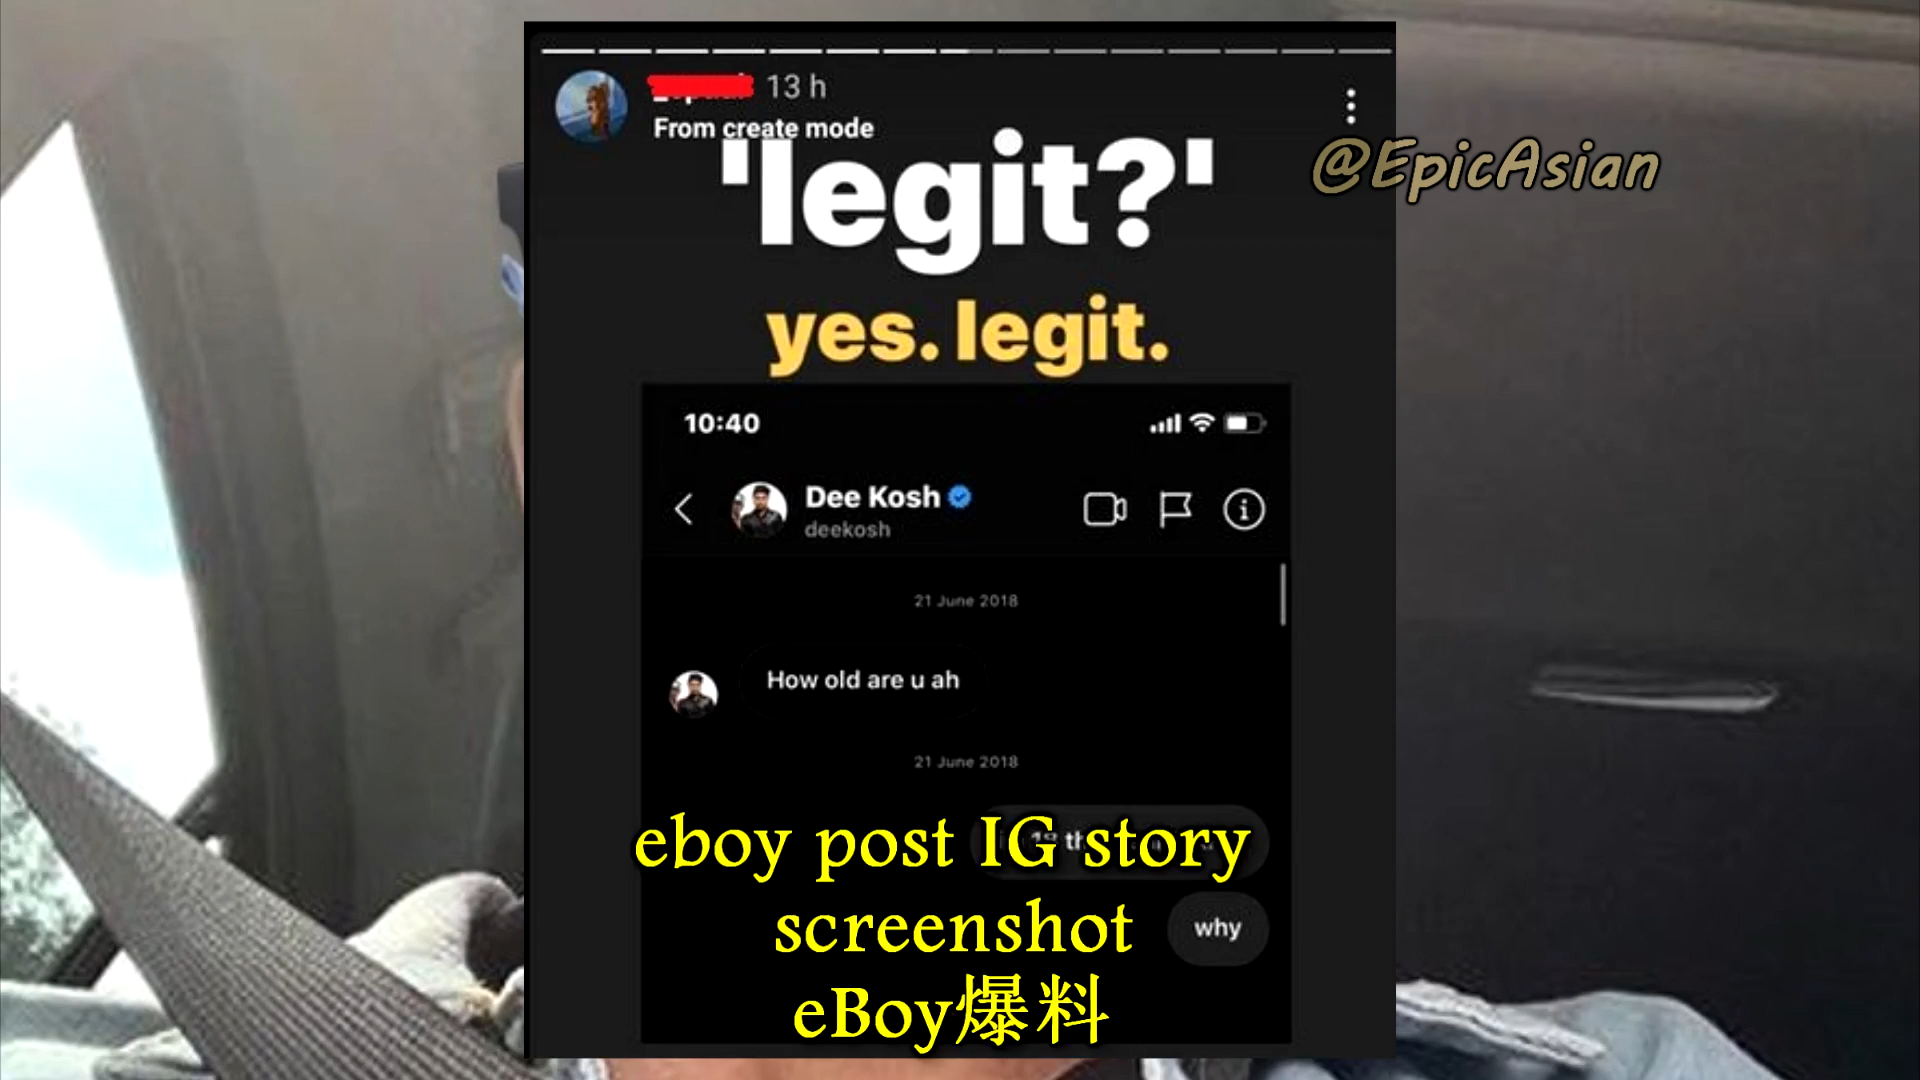 13 h
From create mode
'legit?'
@EpicAsian
yes. legit.
10:40
Dee Kosh
deekosh
21 June 2018
How old are u ah
21 June 2018
eboy post IG story
screenshot
why
eBoy爆料